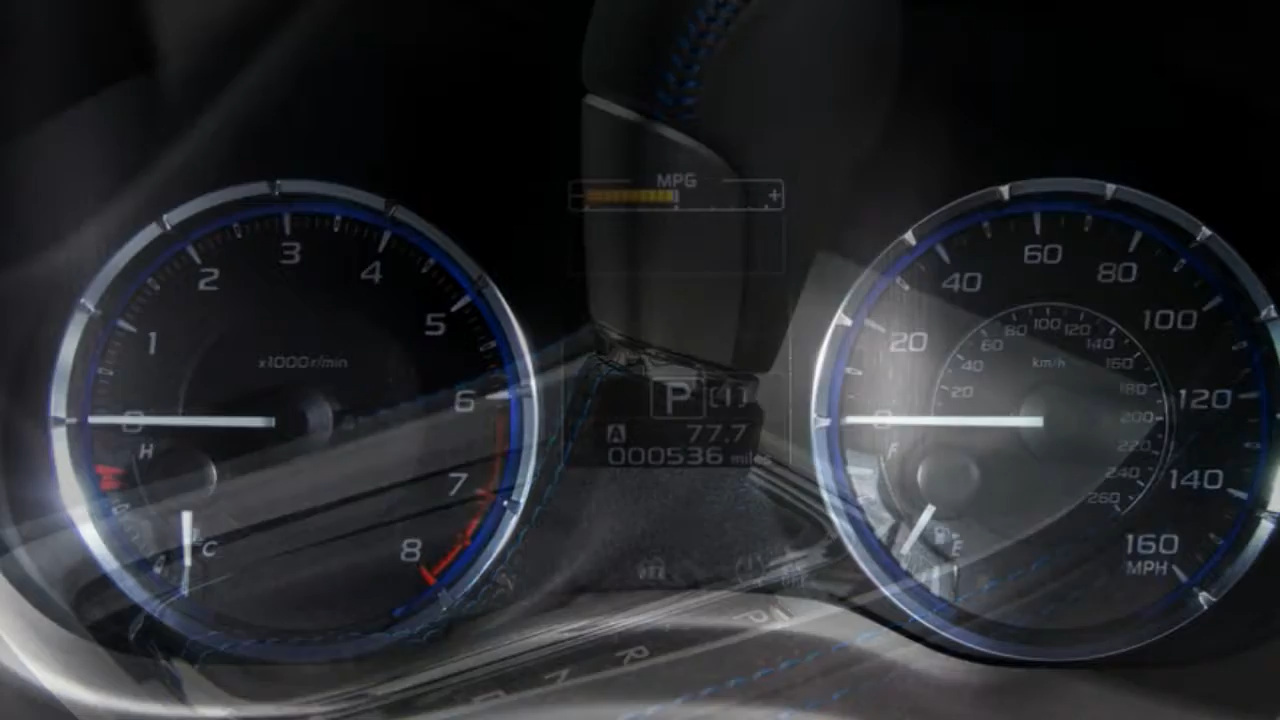 MPG
- +
3
2 4
1 5
x1000r/min
0 6
H
7
C
8
P [1]
A 77.7
000536 miles
60
40 80
20 100
0 120
140
160
MPH
100
80 120
60 140
40 160
km/h
20 180
200
220
240
260
F
E
R
N